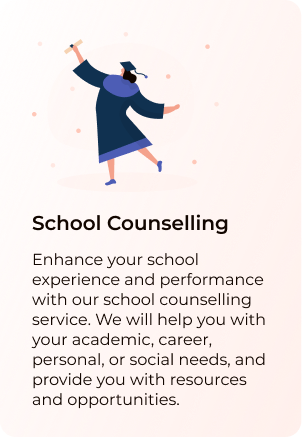 School Counselling
Enhance your school
experience and performance
with our school counselling
service. We will help you with
your academic, career,
personal, or social needs, and
provide you with resources
and opportunities.